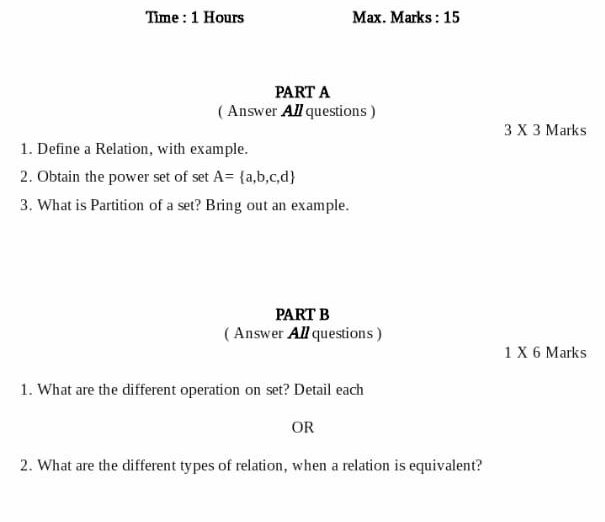 Time : 1 Hours Max. Marks : 15
PART A
( Answer All questions )
3 X 3 Marks
1. Define a Relation, with example.
2. Obtain the power set of set A= {a,b,c,d}
3. What is Partition of a set? Bring out an example.
PART B
( Answer All questions )
1 X 6 Marks
1. What are the different operation on set? Detail each
OR
2. What are the different types of relation, when a relation is equivalent?